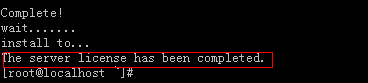 Complete!
wait.......
install to...
The server license has been completed.
[root@localhost ~]#